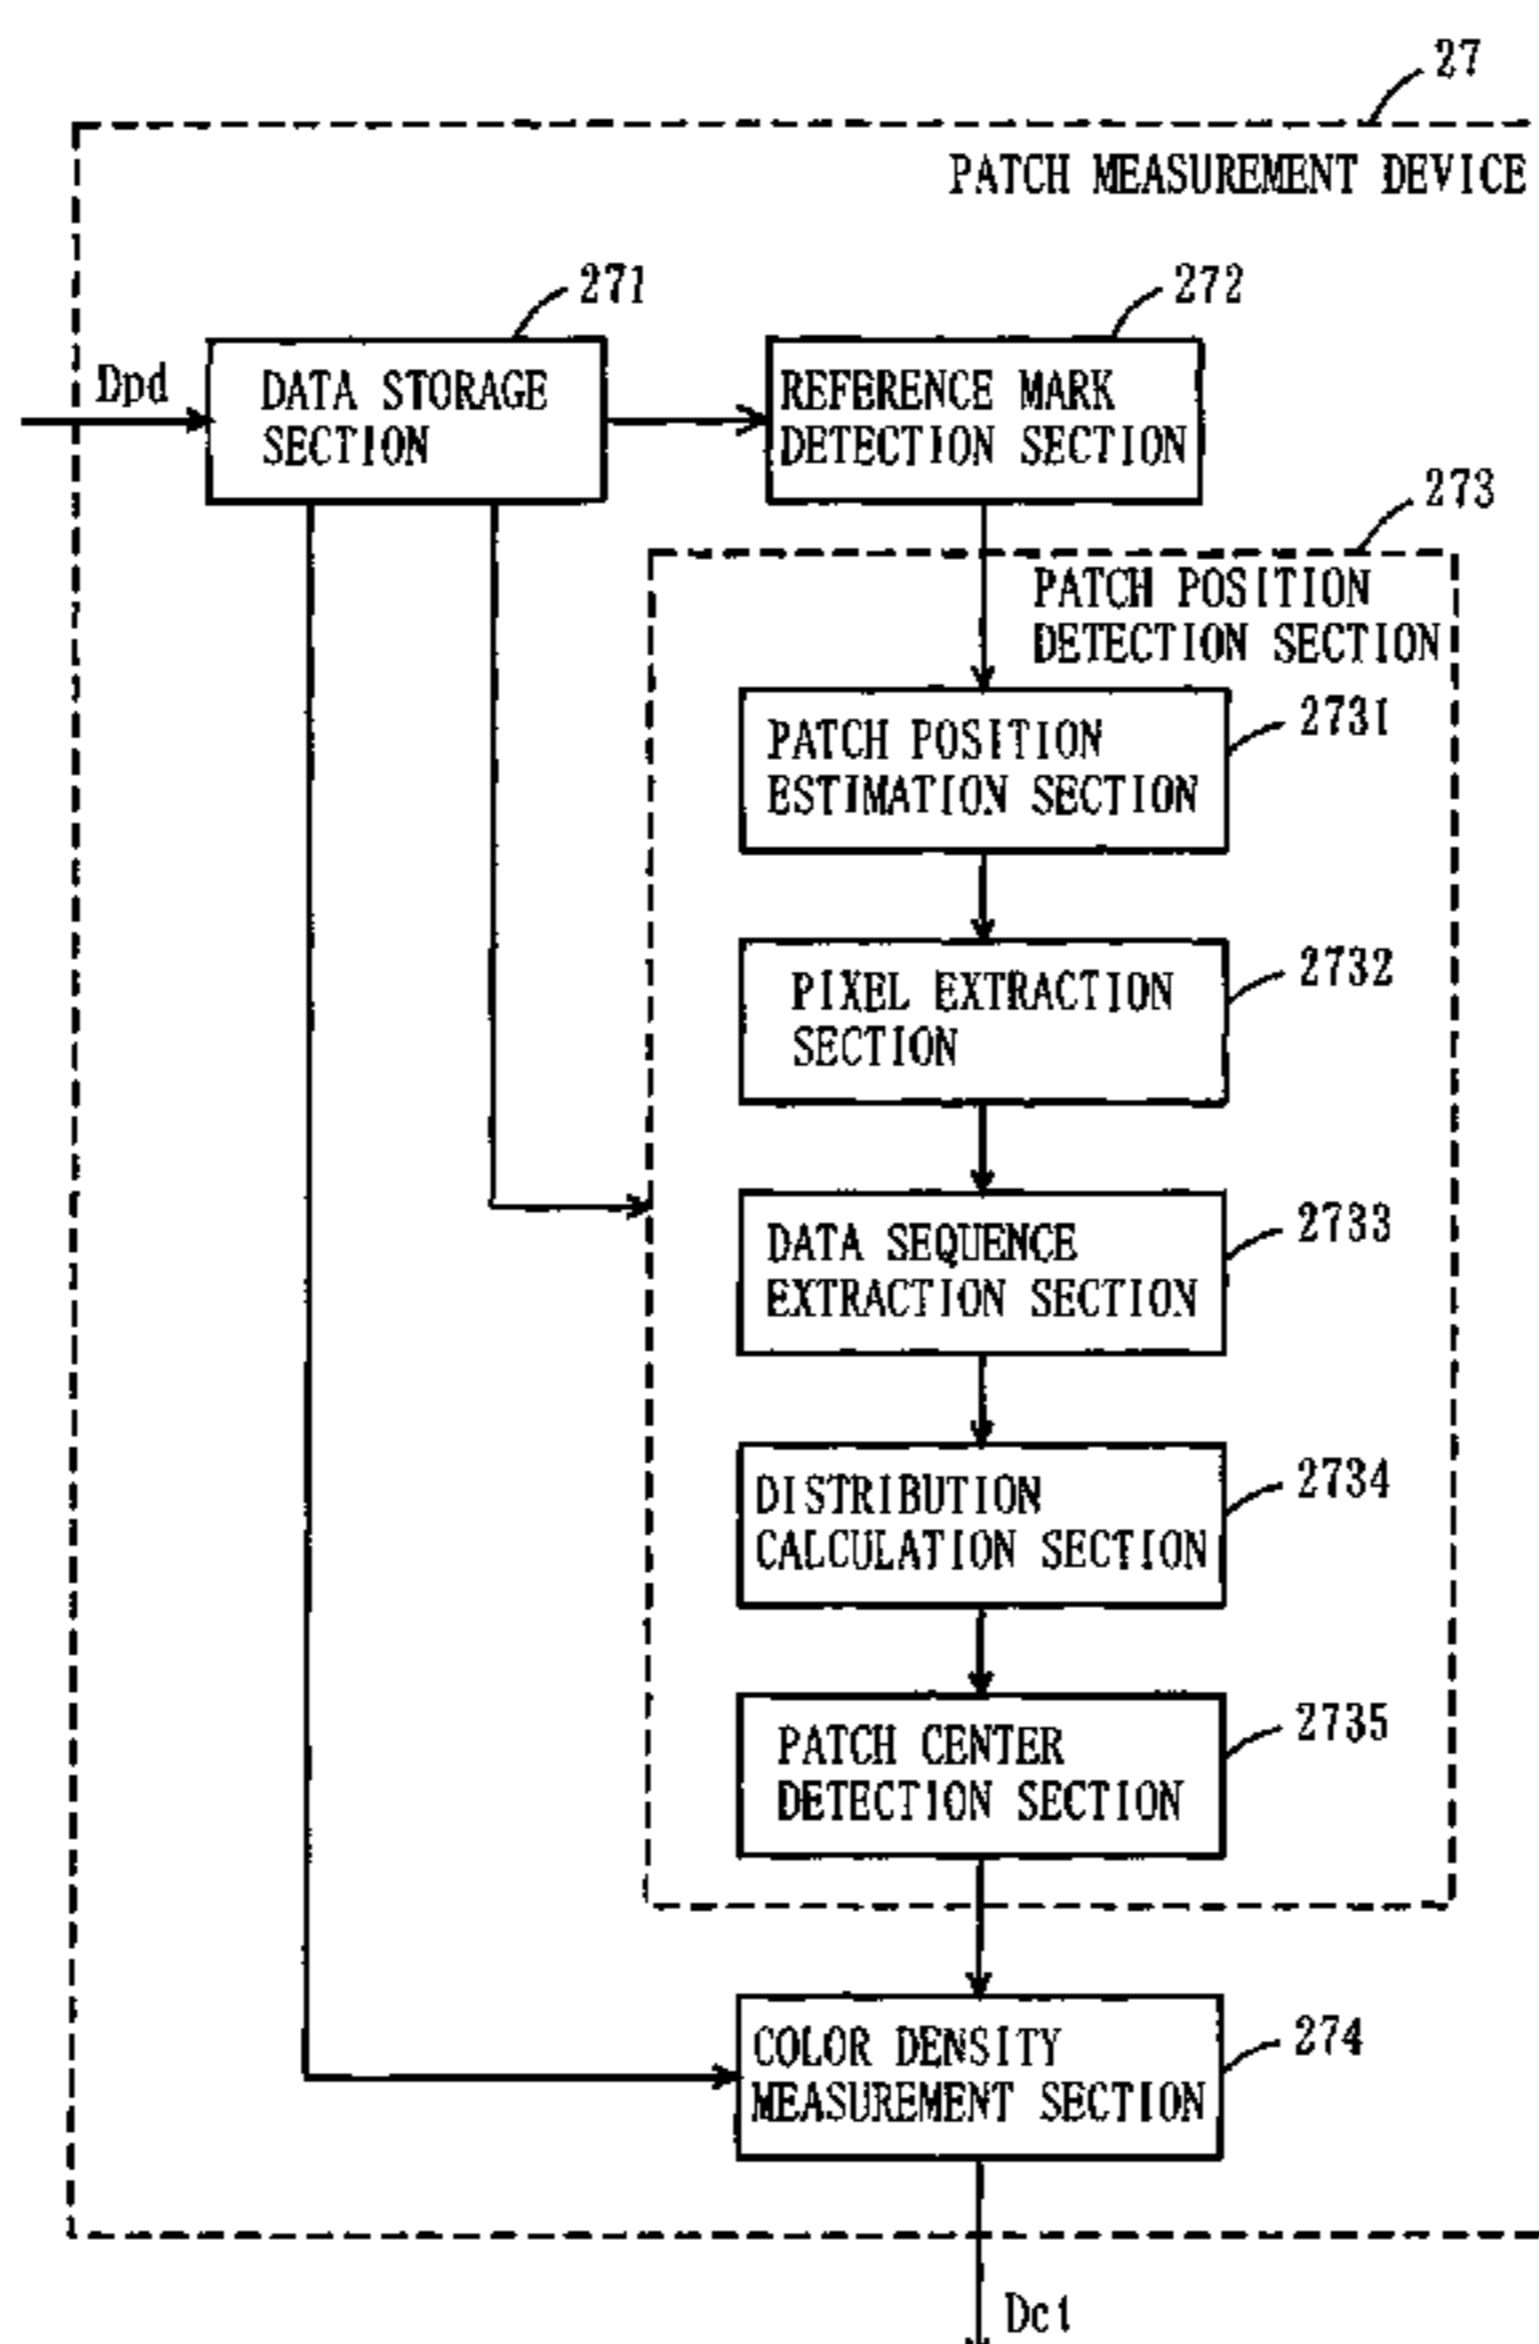 27
PATCH MEASUREMENT DEVICE
271
272
Dpd
DATA STORAGE
SECTION
REFERENCE MARK
DETECTION SECTION
273
PATCH POSITION
DETECTION SECTION
2731
PATCH POSITION
ESTIMATION SECTION
2732
PIXEL EXTRACTION
SECTION
2733
DATA SEQUENCE
EXTRACTION SECTION
2734
DISTRIBUTION
CALCULATION SECTION
2735
PATCH CENTER
DETECTION SECTION
274
COLOR DENSITY
MEASUREMENT SECTION
Dct